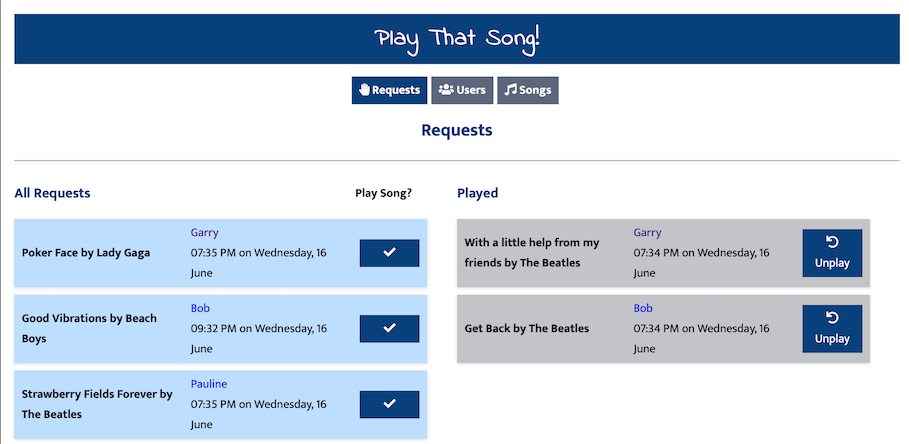 Play That Song!
Requests Users Songs
Requests
All Requests Play Song?
Poker Face by Lady Gaga
Garry
07:35 PM on Wednesday, 16
June
Good Vibrations by Beach
Boys
Bob
09:32 PM on Wednesday, 16
June
Strawberry Fields Forever by
The Beatles
Pauline
07:35 PM on Wednesday, 16
June
Played
With a little help from my
friends by The Beatles
Garry
07:34 PM on Wednesday, 16
June
Unplay
Get Back by The Beatles
Bob
07:34 PM on Wednesday, 16
June
Unplay